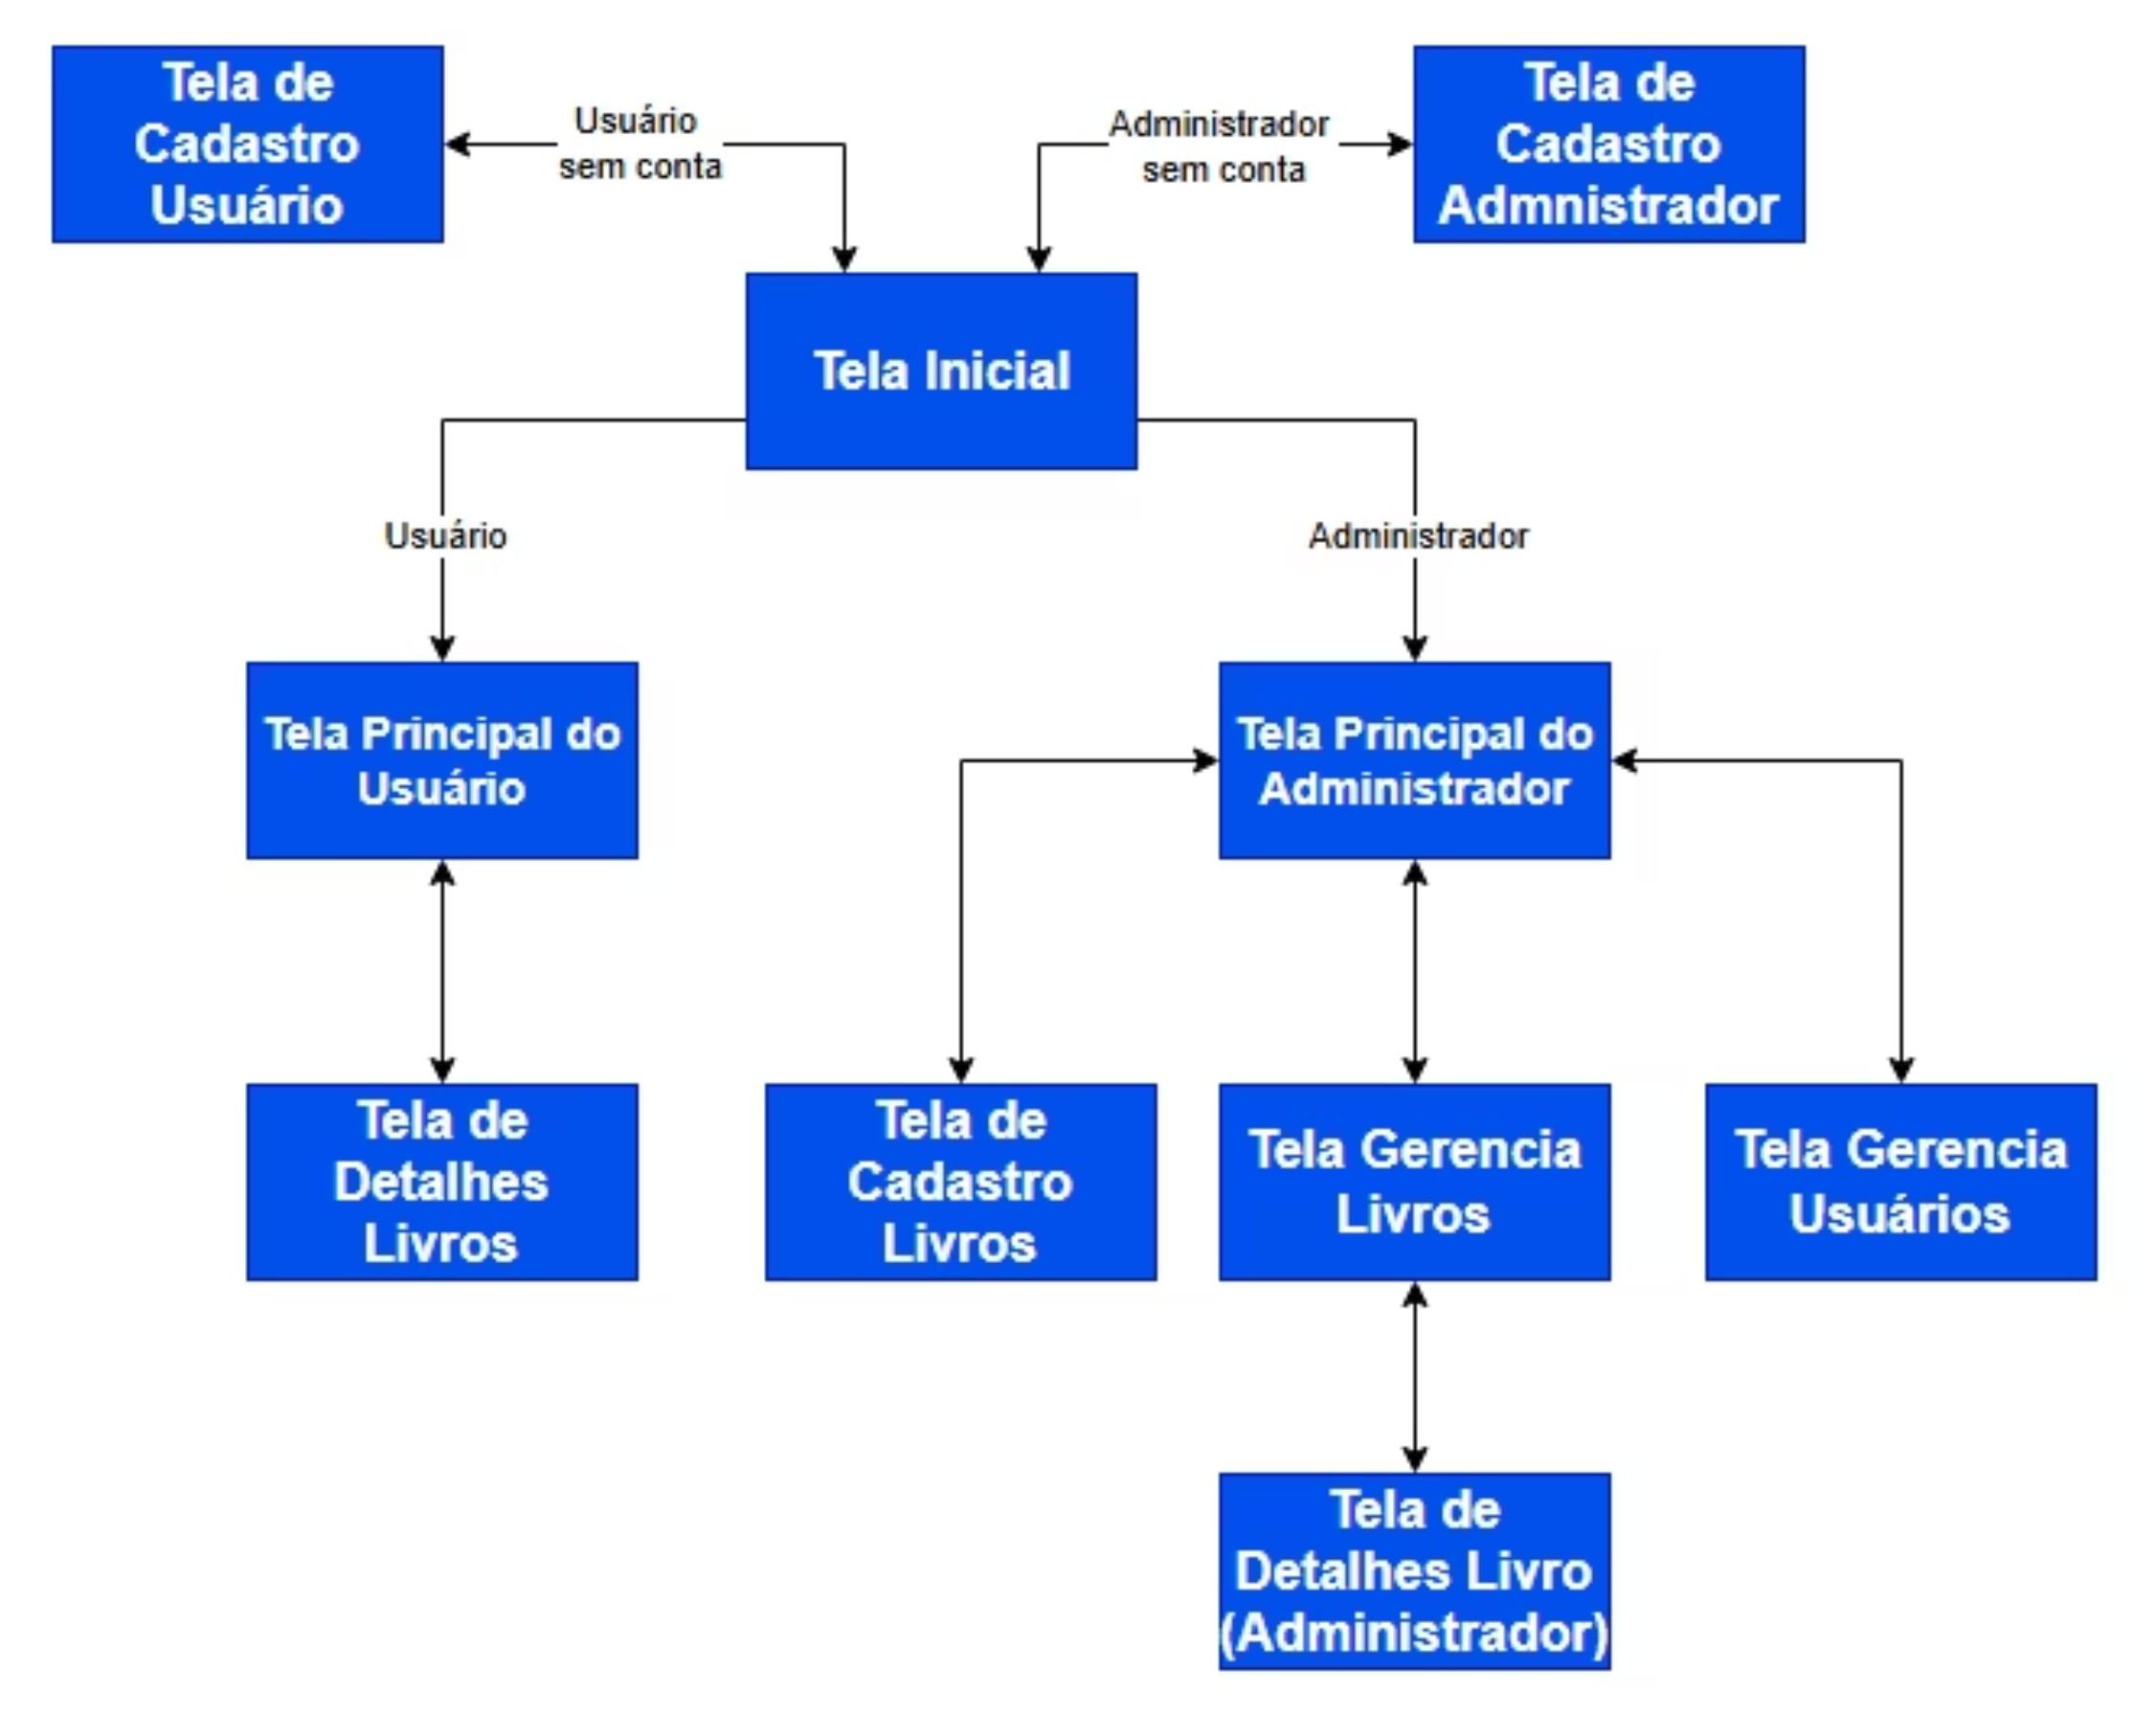 Tela de
Cadastro
Usuário
Usuário
sem conta
Administrador
sem conta
Tela de
Cadastro
Admnistrador
Tela Inicial
Usuário
Administrador
Tela Principal do
Usuário
Tela Principal do
Administrador
Tela de
Detalhes
Livros
Tela de
Cadastro
Livros
Tela Gerencia
Livros
Tela Gerencia
Usuários
Tela de
Detalhes Livro
(Administrador)